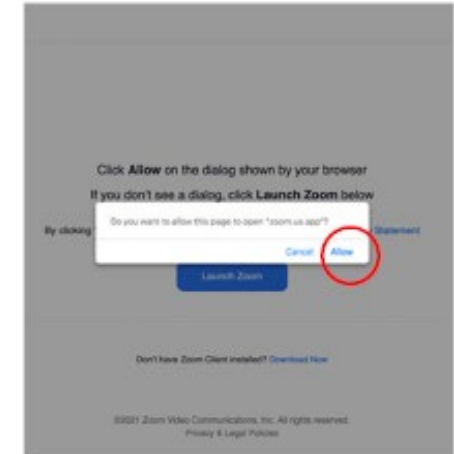 Click Allow on the dialog shown by your browser
If you don't see a dialog, click Launch Zoom below
Do you want to allow this page to open "zoom.us.app"?
By clicking
Statement
Cancel Allow
Launch Zoom
Don't have Zoom Client installed? Download Now
©2021 Zoom Video Communications, Inc. All rights reserved.
Privacy & Legal Policies